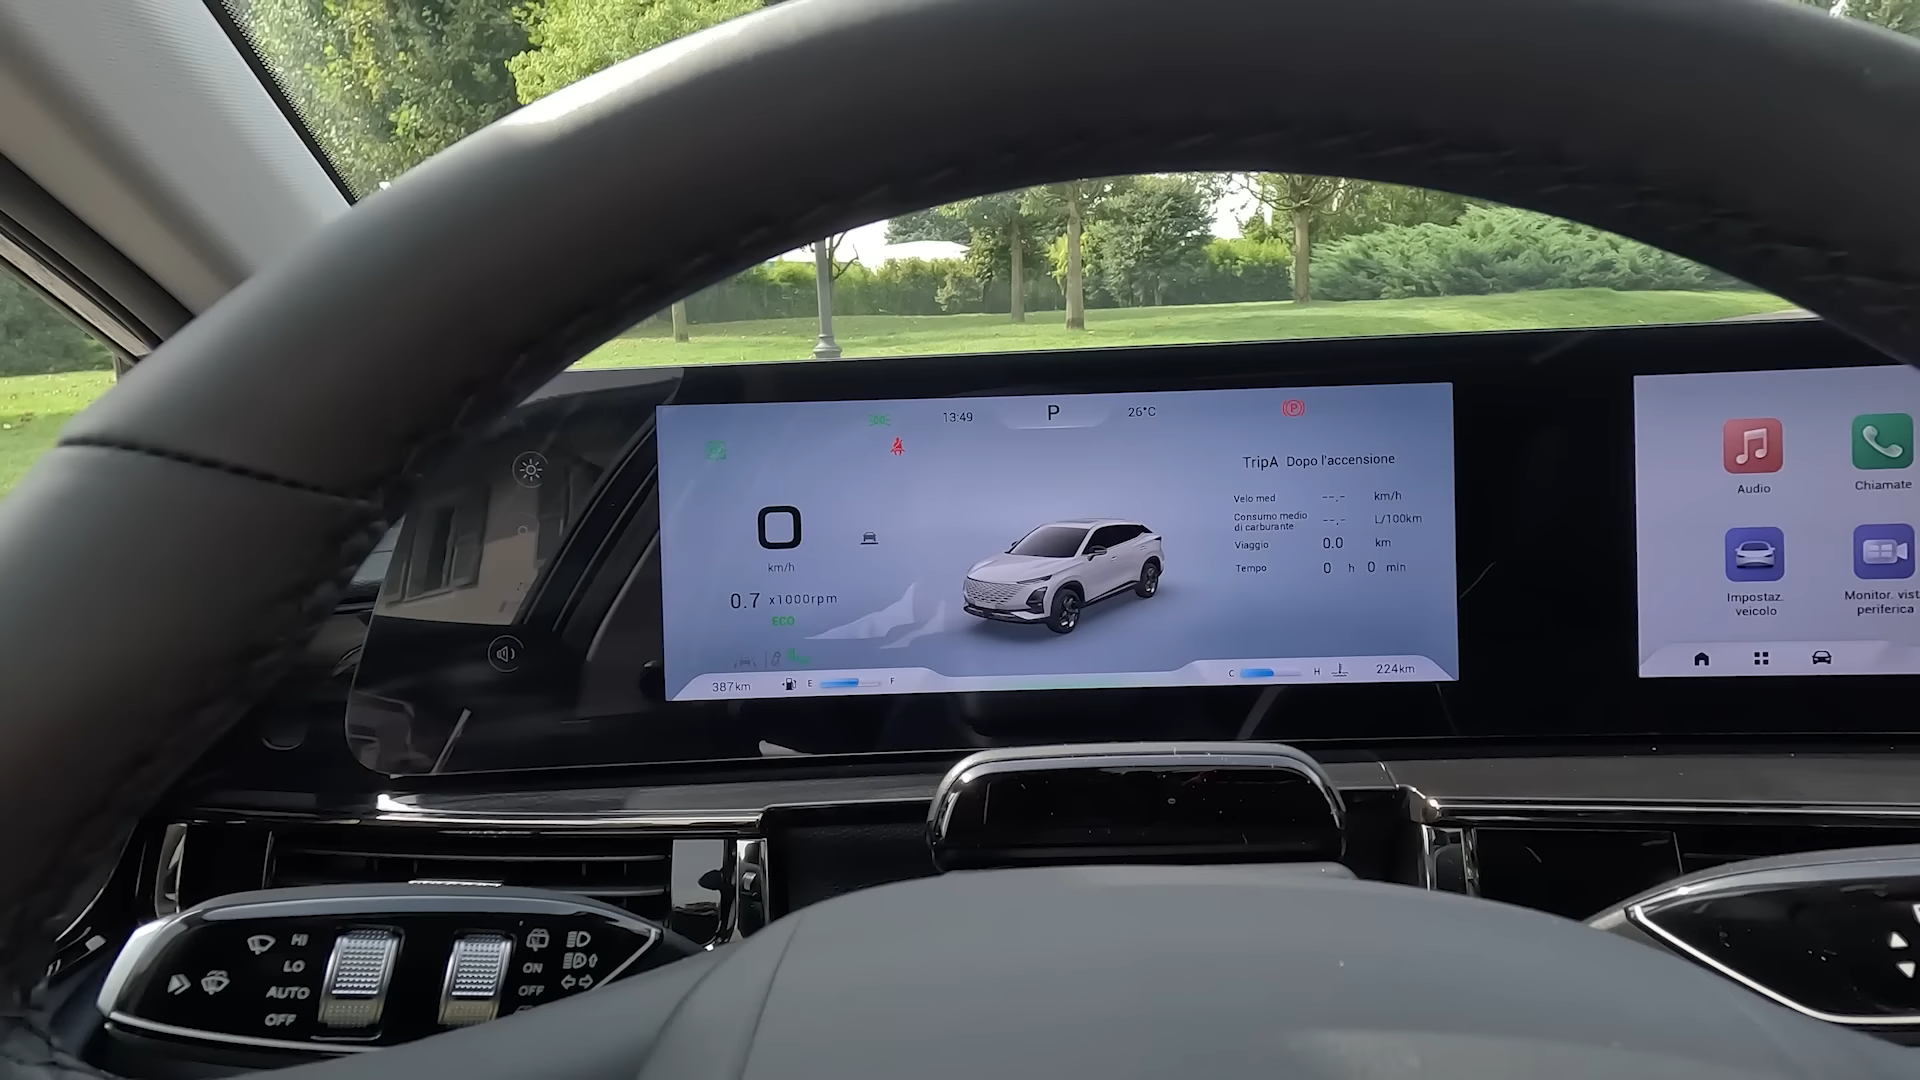 13:49
P
26°C
TripA Dopo l'accensione
Velo med --.- km/h
Consumo medio
di carburante --.- L/100km
Viaggio 0.0 km
Tempo 0 h 0 min
0
km/h
0.7 x1000rpm
ECO
387km
E F
C H
224km
Audio
Chiamate
Impostaz.
veicolo
Monitor. vist
periferica
HI
LO
AUTO
OFF
ON
OFF